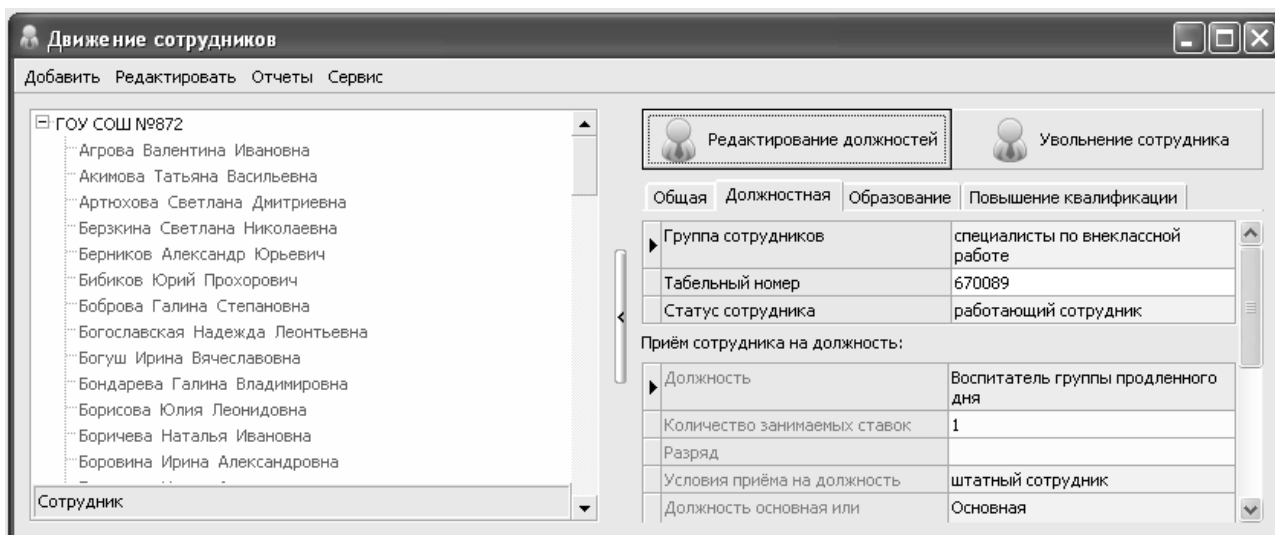 Движение сотрудников
Добавить Редактировать Отчеты Сервис
ГОУ СОШ №872
Агрова Валентина Ивановна
Акимова Татьяна Васильевна
Артюхова Светлана Дмитриевна
Берзкина Светлана Николаевна
Берников Александр Юрьевич
Бибиков Юрий Прохорович
Боброва Галина Степановна
Богославская Надежда Леонтьевна
Богуш Ирина Вячеславовна
Бондарева Галина Владимировна
Борисова Юлия Леонидовна
Боричева Наталья Ивановна
Боровина Ирина Александровна
Сотрудник
Редактирование должностей Увольнение сотрудника
Общая Должностная Образование Повышение квалификации
Группа сотрудников специалисты по внеклассной
работе
Табельный номер 670089
Статус сотрудника работающий сотрудник
Приём сотрудника на должность:
Должность Воспитатель группы продленного
дня
Количество занимаемых ставок 1
Разряд
Условия приёма на должность штатный сотрудник
Должность основная или Основная